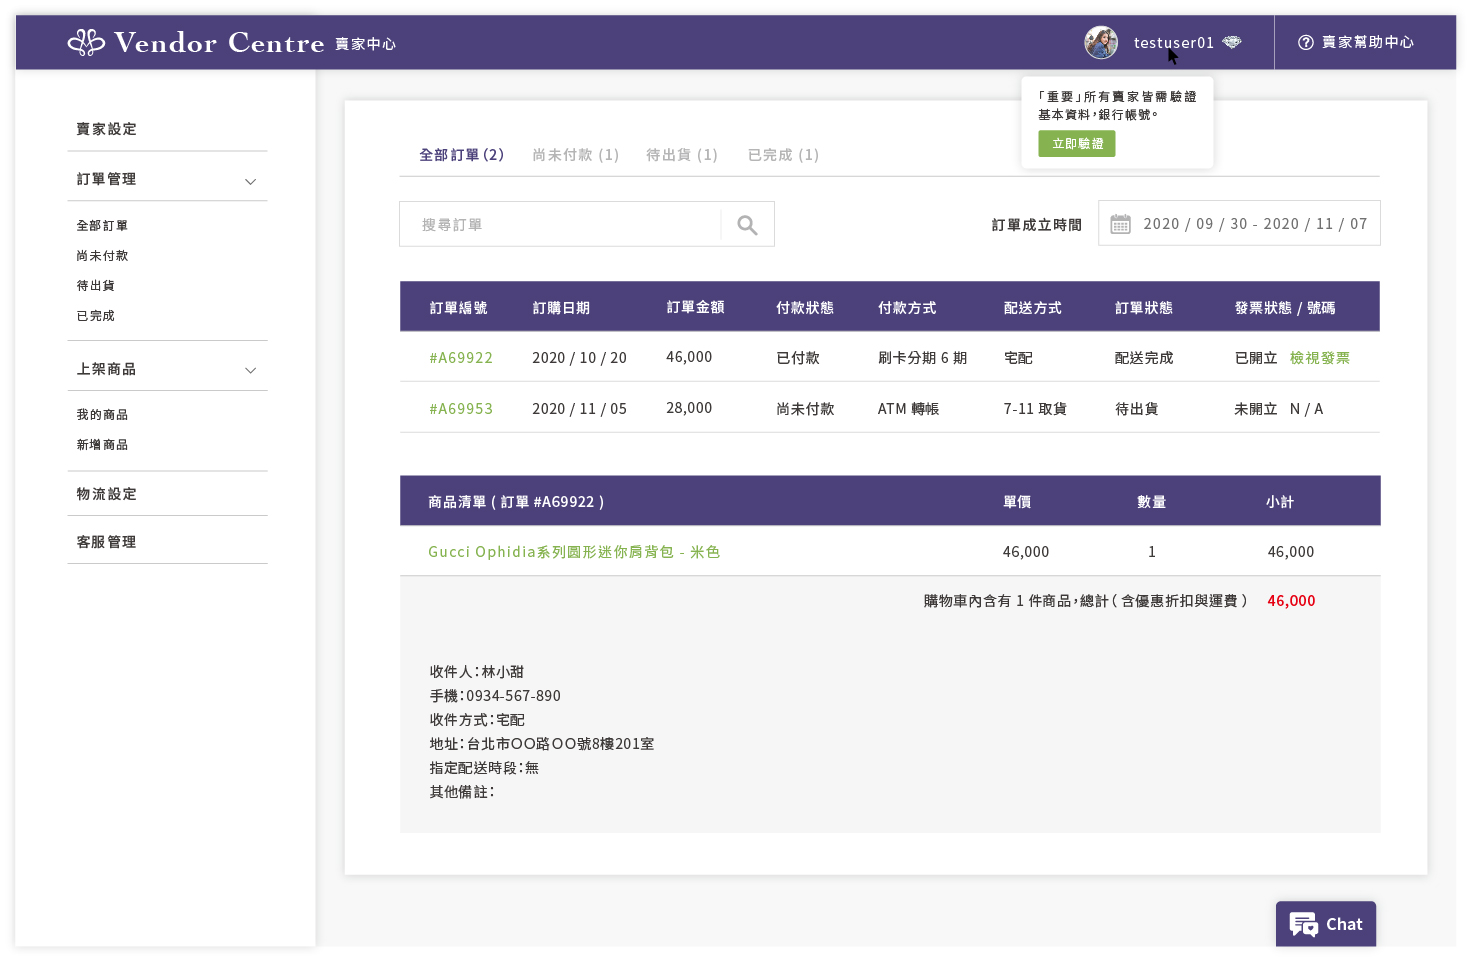 Vendor Centre 賣家中心
testuser01
賣家幫助中心
「重要」所有賣家皆需驗證
基本資料，銀行帳號。
立即驗證
賣家設定
訂單管理
全部訂單
尚未付款
待出貨
已完成
上架商品
我的商品
新增商品
物流設定
客服管理
全部訂單（2） 尚未付款 (1) 待出貨 (1) 已完成 (1)
搜尋訂單
訂單成立時間 2020 / 09 / 30 - 2020 / 11 / 07
訂單編號 訂購日期 訂單金額 付款狀態 付款方式 配送方式 訂單狀態 發票狀態 / 號碼
#A69922 2020 / 10 / 20 46,000 已付款 刷卡分期 6 期 宅配 配送完成 已開立 檢視發票
#A69953 2020 / 11 / 05 28,000 尚未付款 ATM 轉帳 7-11 取貨 待出貨 未開立 N / A
商品清單 ( 訂單 #A69922 ) 單價 數量 小計
Gucci Ophidia系列圓形迷你肩背包 - 米色 46,000 1 46,000
購物車內含有 1 件商品，總計（ 含優惠折扣與運費 ） 46,000
收件人：林小甜
手機：0934-567-890
收件方式：宅配
地址：台北市OO路OO號8樓201室
指定配送時段：無
其他備註：
Chat